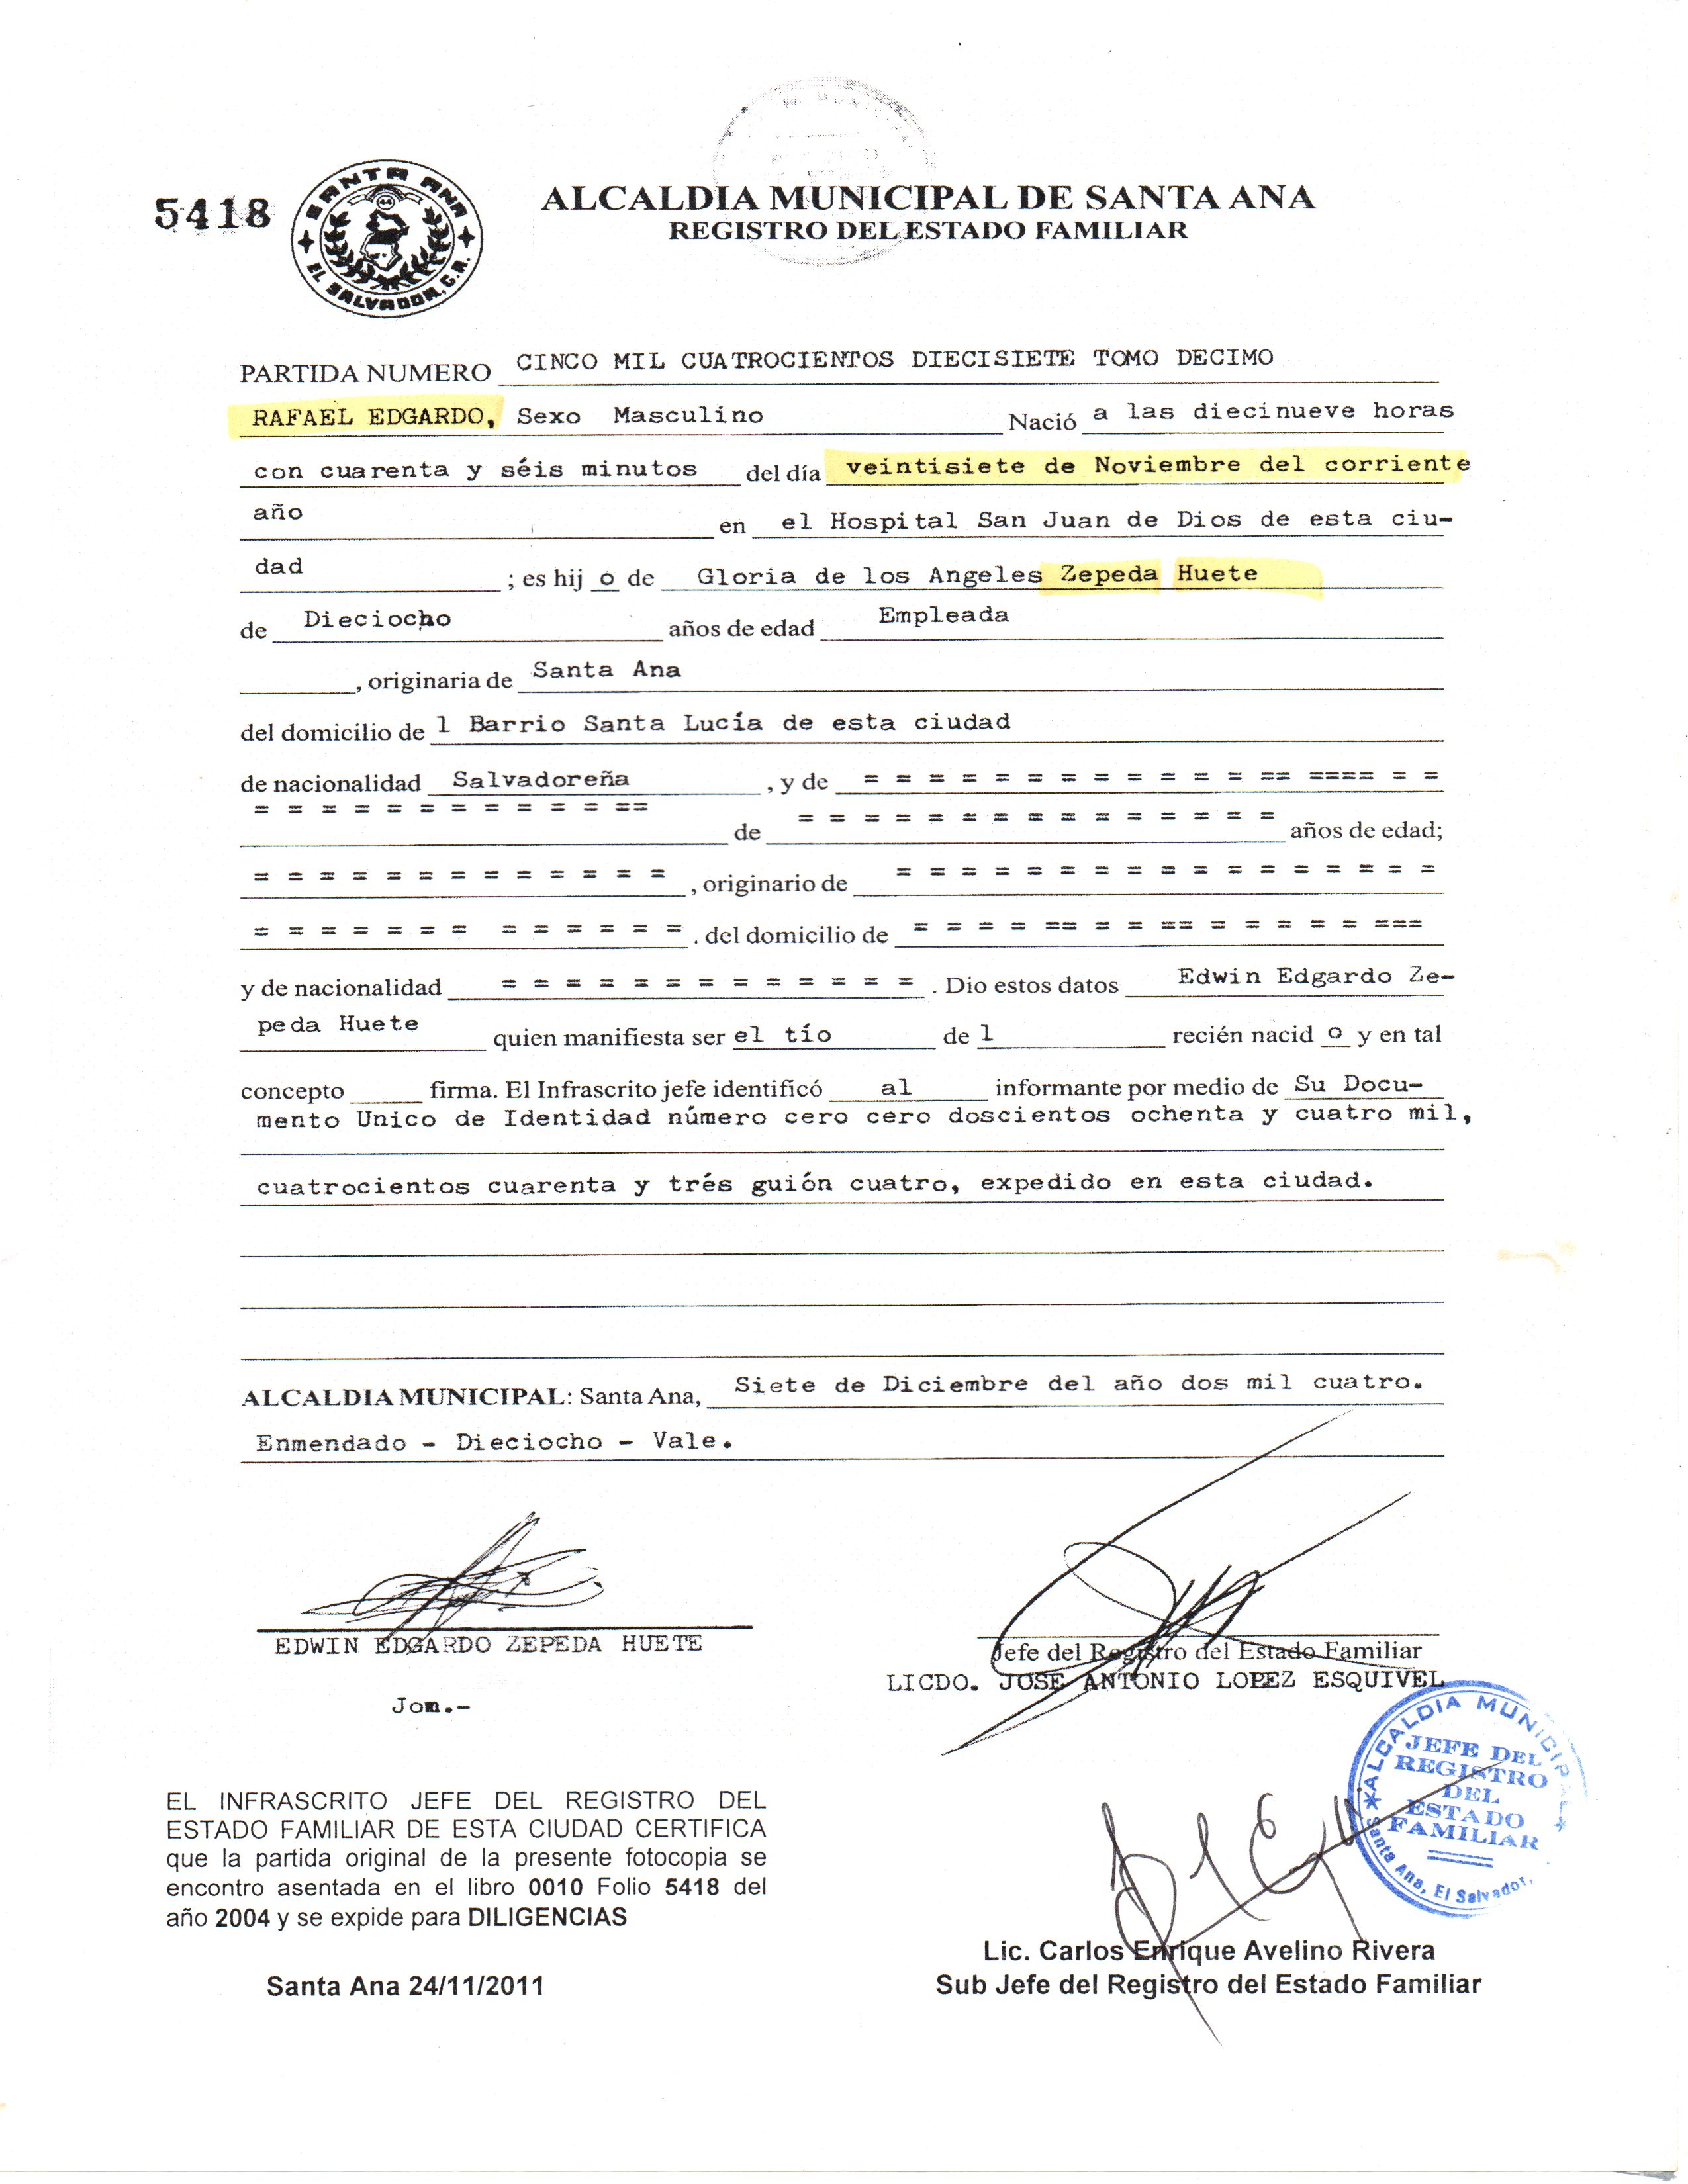 5418
SANTA ANA
EL SALVADOR, C.A.
ALCALDIA MUNICIPAL DE SANTA ANA
REGISTRO DEL ESTADO FAMILIAR
PARTIDA NUMERO CINCO MIL CUATROCIENTOS DIECISIETE TOMO DECIMO
RAFAEL EDGARDO, Sexo Masculino Nació a las diecinueve horas
con cuarenta y séis minutos del día veintisiete de Noviembre del corriente
año en el Hospital San Juan de Dios de esta ciu-
dad ; es hij o de Gloria de los Angeles Zepeda Huete
de Dieciocho años de edad Empleada
, originaria de Santa Ana
del domicilio de l Barrio Santa Lucía de esta ciudad
de nacionalidad Salvadoreña , y de = = = = = = = = = = = = = == ==== = =
= = = = = = = = = = = == de = = = = = = = = = = = = = = = años de edad;
= = = = = = = = = = = = = , originario de = = = = = = = = = = = = = = = = =
= = = = = = = = = = = = = . del domicilio de = = = = == = = == = = = = = ===
y de nacionalidad = = = = = = = = = = = = = . Dio estos datos Edwin Edgardo Ze-
peda Huete quien manifiesta ser el tío de l recién nacid o y en tal
concepto firma. El Infrascrito jefe identificó al informante por medio de Su Docu-
mento Unico de Identidad número cero cero doscientos ochenta y cuatro mil,
cuatrocientos cuarenta y trés guión cuatro, expedido en esta ciudad.
ALCALDIA MUNICIPAL: Santa Ana, Siete de Diciembre del año dos mil cuatro.
Enmendado - Dieciocho - Vale.
EDWIN EDGARDO ZEPEDA HUETE
Jefe del Registro del Estado Familiar
LICDO. JOSE ANTONIO LOPEZ ESQUIVEL
Jom.-
ALCALDIA MUNICIPAL
JEFE DEL
REGISTRO
DEL
ESTADO
FAMILIAR
Santa Ana, El Salvador,
EL INFRASCRITO JEFE DEL REGISTRO DEL
ESTADO FAMILIAR DE ESTA CIUDAD CERTIFICA
que la partida original de la presente fotocopia se
encontro asentada en el libro 0010 Folio 5418 del
año 2004 y se expide para DILIGENCIAS
Santa Ana 24/11/2011
Lic. Carlos Enrique Avelino Rivera
Sub Jefe del Registro del Estado Familiar